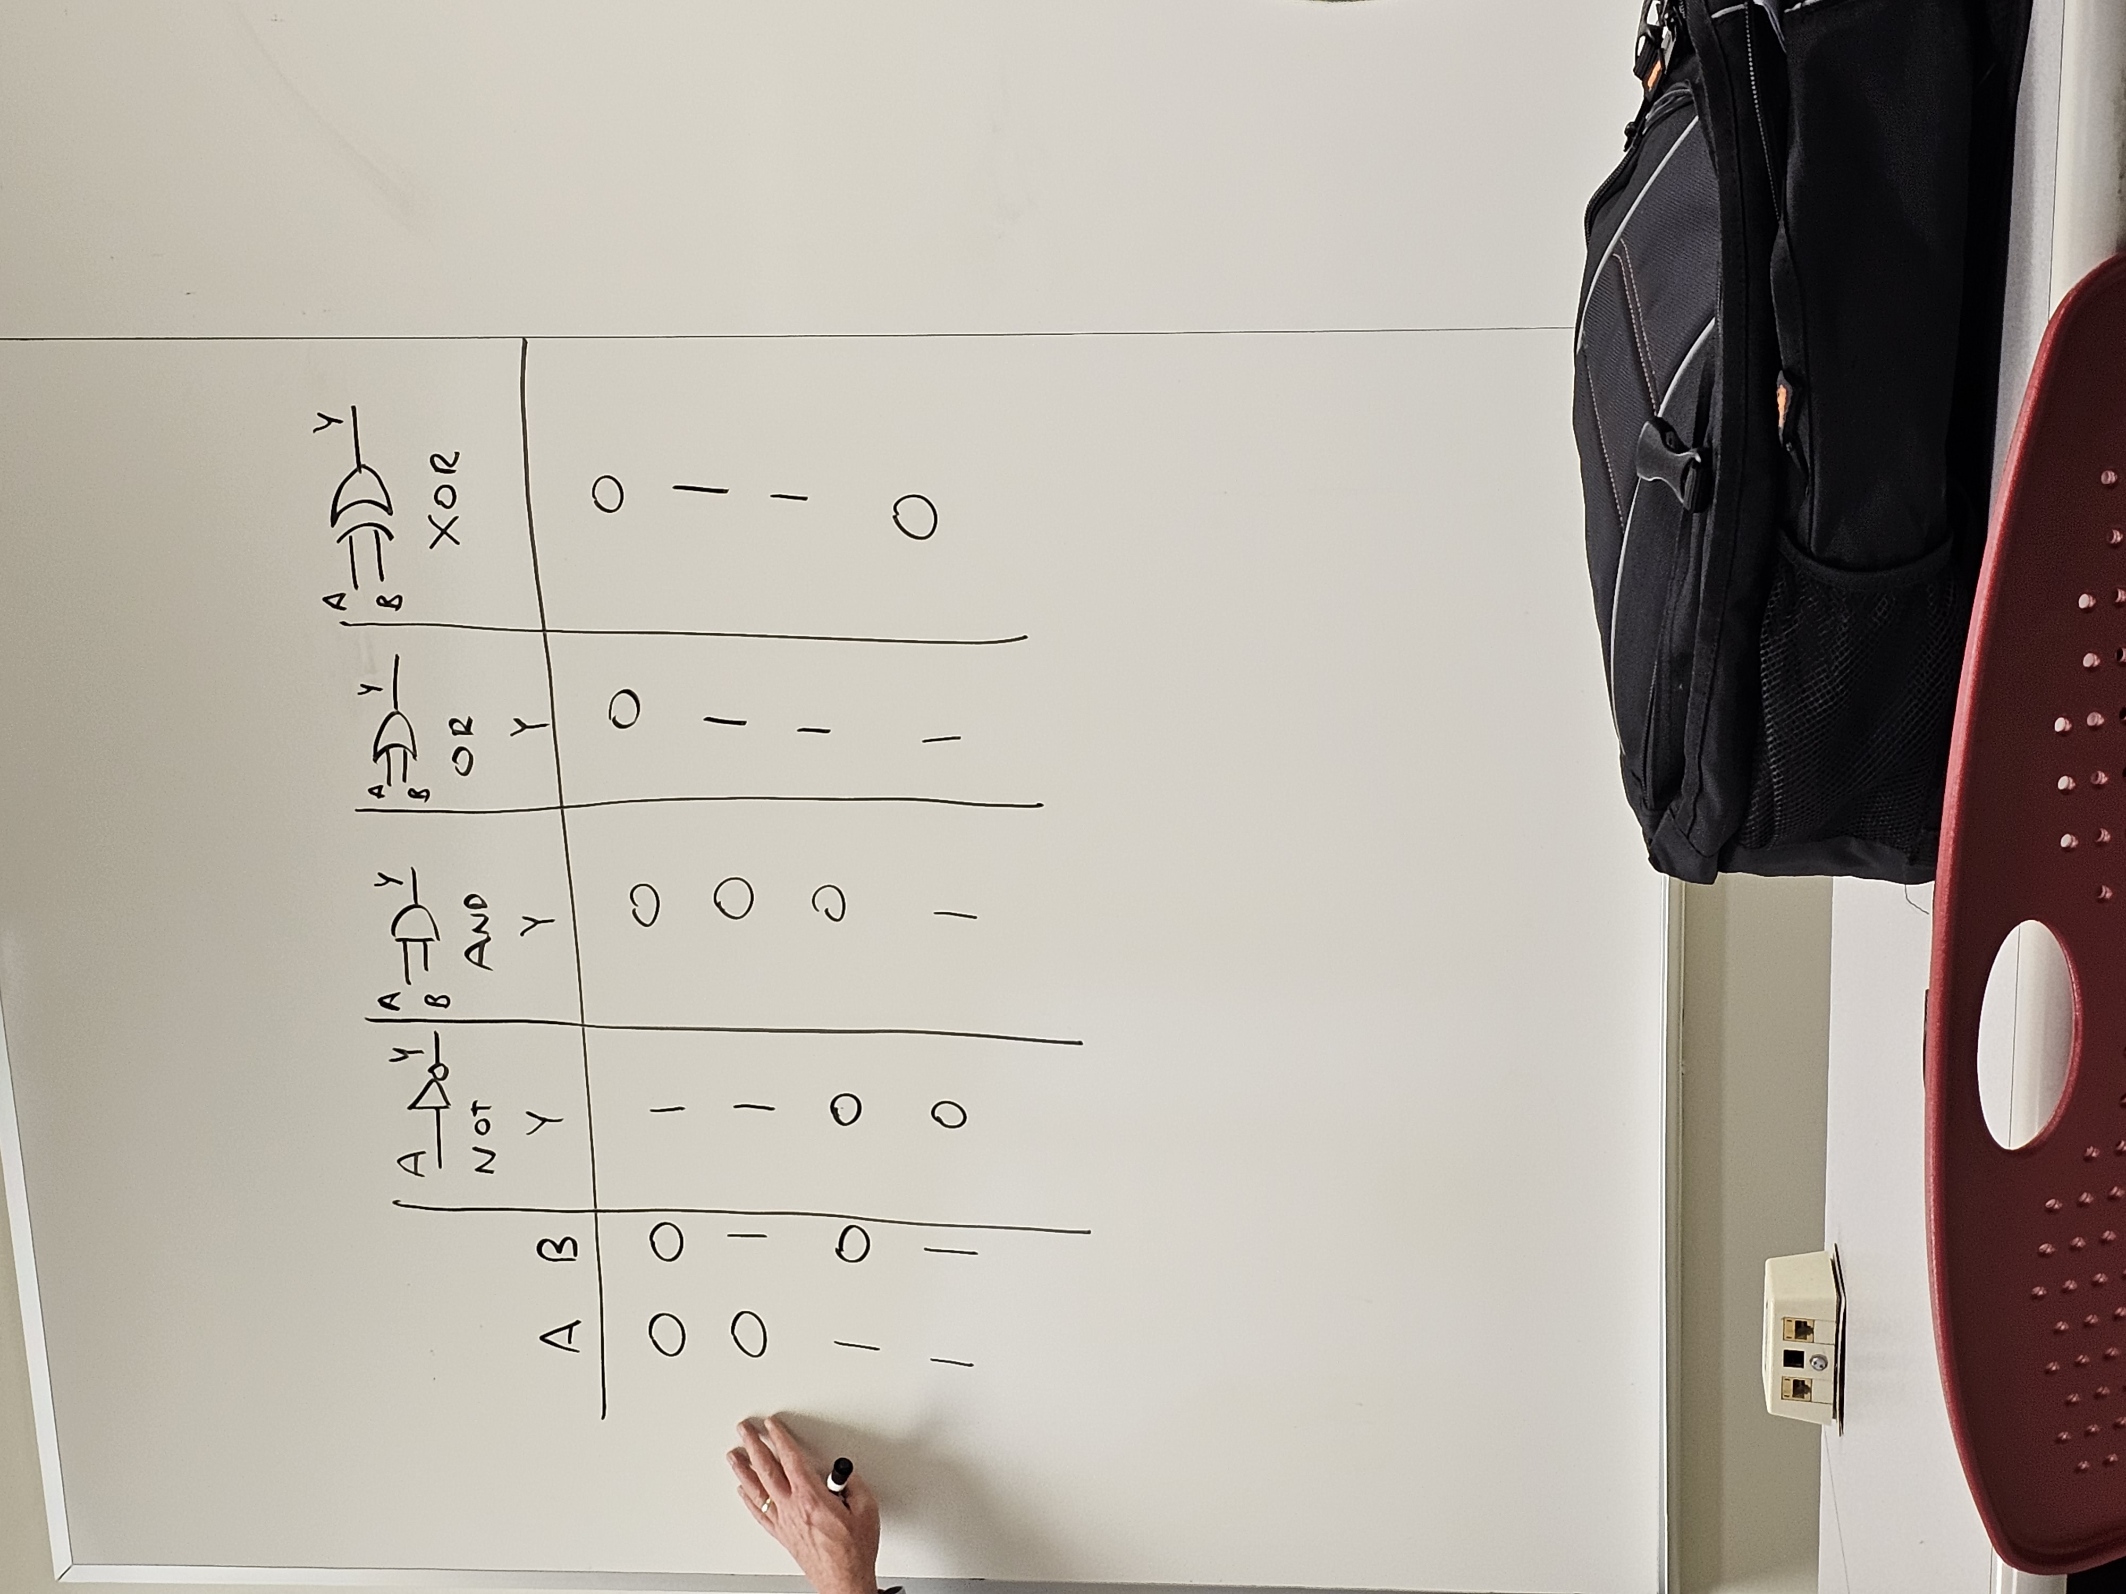 A Y A Y A Y A Y
B B B
NOT AND OR XOR
A B Y Y Y
0 0 1 0 0 0
0 1 1 0 1 1
1 0 0 0 1 1
1 1 0 1 1 0